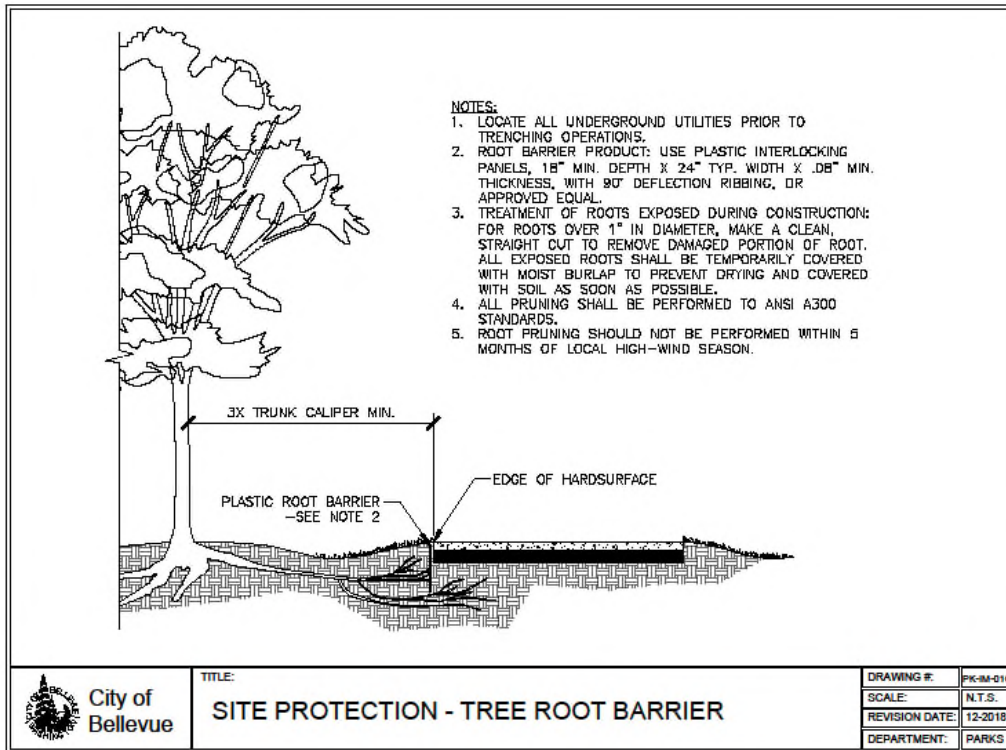 NOTES:
1. LOCATE ALL UNDERGROUND UTILITIES PRIOR TO
TRENCHING OPERATIONS.
2. ROOT BARRIER PRODUCT: USE PLASTIC INTERLOCKING
PANELS, 18" MIN. DEPTH X 24" TYP. WIDTH X .08" MIN.
THICKNESS, WITH 90° DEFLECTION RIBBING, OR
APPROVED EQUAL.
3. TREATMENT OF ROOTS EXPOSED DURING CONSTRUCTION:
FOR ROOTS OVER 1" IN DIAMETER, MAKE A CLEAN,
STRAIGHT CUT TO REMOVE DAMAGED PORTION OF ROOT.
ALL EXPOSED ROOTS SHALL BE TEMPORARILY COVERED
WITH MOIST BURLAP TO PREVENT DRYING AND COVERED
WITH SOIL AS SOON AS POSSIBLE.
4. ALL PRUNING SHALL BE PERFORMED TO ANSI A300
STANDARDS.
5. ROOT PRUNING SHOULD NOT BE PERFORMED WITHIN
MONTHS OF LOCAL HIGH-WIND SEASON.
3X TRUNK CALIPER MIN.
EDGE OF HARDSURFACE
PLASTIC ROOT BARRIER
-SEE NOTE 2
City of
Bellevue
TITLE:
SITE PROTECTION - TREE ROOT BARRIER
DRAWING #:
SCALE: N.T.S.
REVISION DATE: 12-2018
DEPARTMENT: PARKS